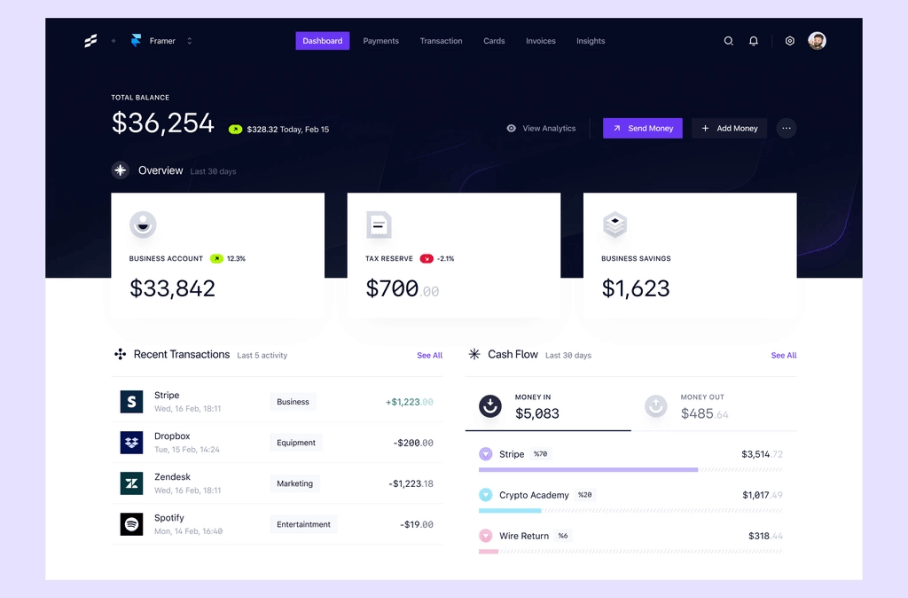 Framer
Dashboard
Payments
Transaction
Cards
Invoices
Insights
TOTAL BALANCE
$36,254
$328.32 Today, Feb 15
View Analytics
Send Money
+ Add Money
Overview Last 30 days
BUSINESS ACCOUNT 12.3%
$33,842
TAX RESERVE -2.1%
$700.00
BUSINESS SAVINGS
$1,623
Recent Transactions Last 5 activity See All
S
Stripe
Wed, 16 Feb, 18:11
Business
+$1,223.00
Dropbox
Tue, 15 Feb, 14:24
Equipment
-$200.00
Zendesk
Wed, 16 Feb, 18:11
Marketing
-$1,223.18
Spotify
Mon, 14 Feb, 16:40
Entertaintment
-$19.00
Cash Flow Last 30 days See All
MONEY IN
$5,083
MONEY OUT
$485.64
Stripe %70 $3,514.72
Crypto Academy %20 $1,017.49
Wire Return %6 $318.44